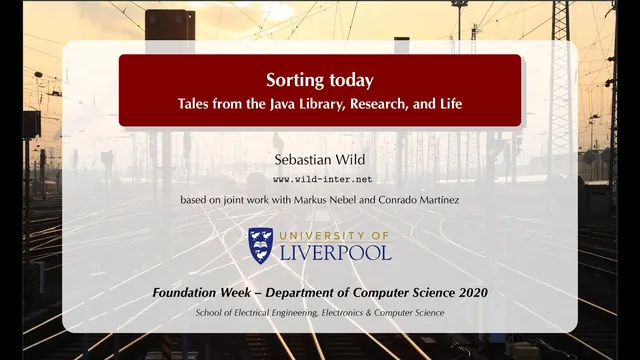 Sorting today
Tales from the Java Library, Research, and Life
Sebastian Wild
www.wild-inter.net
based on joint work with Markus Nebel and Conrado Martínez
UNIVERSITY OF
LIVERPOOL
Foundation Week – Department of Computer Science 2020
School of Electrical Engineering, Electronics & Computer Science